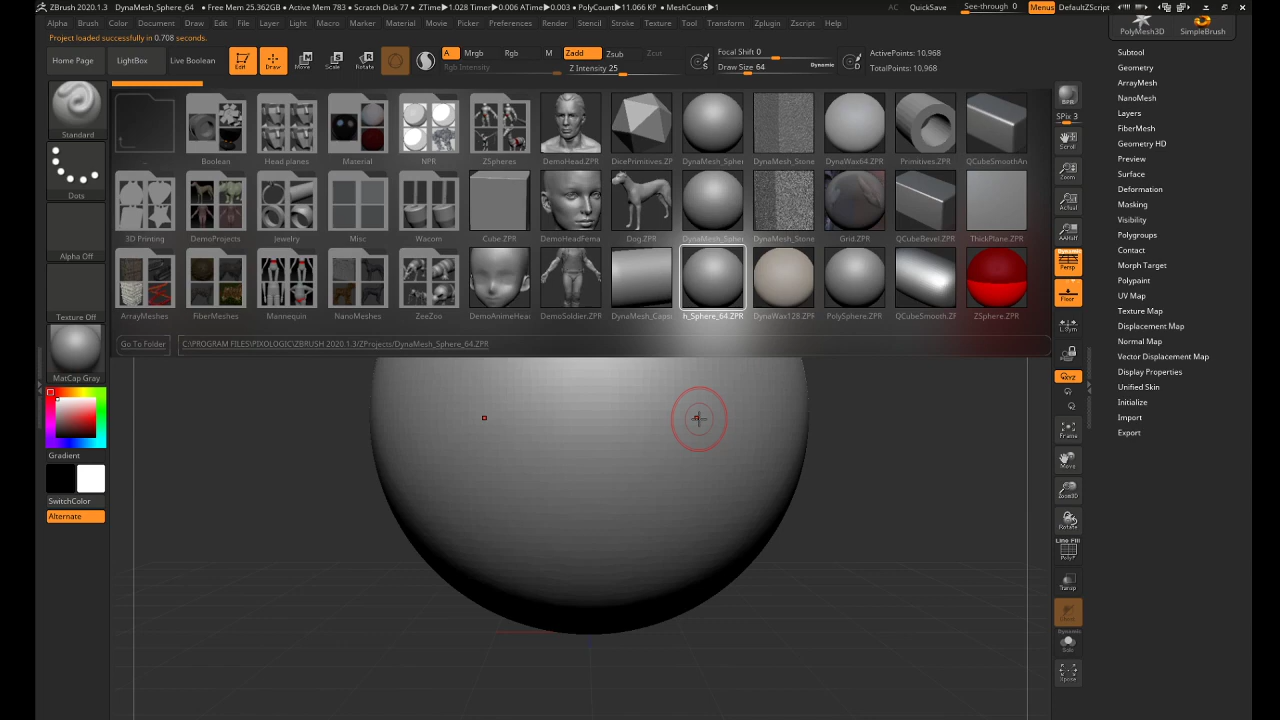 ZBrush 2020.1.3 DynaMesh_Sphere_64 ● Free Mem 25.362GB ● Active Mem 783 ● Scratch Disk 77 ● ZTime▶1.028 Timer▶0.006 ATime▶0.003 ● PolyCount▶11.066 KP ● MeshCount▶1 AC QuickSave See-through 0 Menus DefaultZScript
Alpha Brush Color Document Draw Edit File Layer Light Macro Marker Material Movie Picker Preferences Render Stencil Stroke Texture Tool Transform Zplugin Zscript Help
Project loaded successfully in 0.708 seconds.
Home Page LightBox Live Boolean Edit Draw Move Scale Rotate
A Mrgb Rgb M Zadd Zsub Zcut
Rgb Intensity Z Intensity 25
Focal Shift 0
Draw Size 64 Dynamic
S D
ActivePoints: 10,968
TotalPoints: 10,968
PolyMesh3D SimpleBrush
Standard
Dots
Alpha Off
Texture Off
MatCap Gray
Gradient
SwitchColor
Alternate
.. Boolean Head planes Material NPR ZSpheres DemoHead.ZPR DicePrimitives.ZP DynaMesh_Spher DynaMesh_Stone DynaWax64.ZPR Primitives.ZPR QCubeSmoothAn
3D Printing DemoProjects Jewelry Misc Wacom Cube.ZPR DemoHeadFema Dog.ZPR DynaMesh_Spher DynaMesh_Stone Grid.ZPR QCubeBevel.ZPR ThickPlane.ZPR
ArrayMeshes FiberMeshes Mannequin NanoMeshes ZeeZoo DemoAnimeHea DemoSoldier.ZPR DynaMesh_Caps h_Sphere_64.ZPR DynaWax128.ZPF PolySphere.ZPR QCubeSmooth.ZF ZSphere.ZPR
Go To Folder C:\PROGRAM FILES\PIXOLOGIC\ZBRUSH 2020.1.3/ZProjects/DynaMesh_Sphere_64.ZPR
BPR
SPix 3
Scroll
Zoom
Actual
AAHalf
Dynamic
Persp
Floor
L.Sym
XYZ
Frame
Move
Zoom3D
Rotate
Line Fill
PolyF
Transp
Ghost
Dynamic
Solo
Xpose
Subtool
Geometry
ArrayMesh
NanoMesh
Layers
FiberMesh
Geometry HD
Preview
Surface
Deformation
Masking
Visibility
Polygroups
Contact
Morph Target
Polypaint
UV Map
Texture Map
Displacement Map
Normal Map
Vector Displacement Map
Display Properties
Unified Skin
Initialize
Import
Export